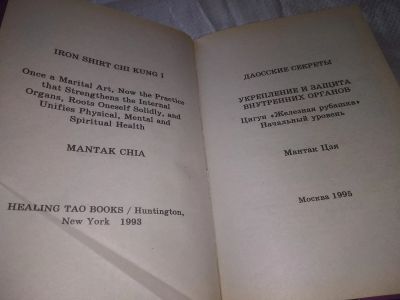 IRON SHIRT CHI KUNG I
Once a Marital Art, Now the Practice
that Strengthens the Internal
Organs, Roots Oneself Solidly, and
Unifies Physical, Mental and
Spiritual Health
MANTAK CHIA
HEALING TAO BOOKS / Huntington,
New York 1993
ДАОССКИЕ СЕКРЕТЫ
УКРЕПЛЕНИЕ И ЗАЩИТА
ВНУТРЕННИХ ОРГАНОВ
Цигун «Железная рубашка»
Начальный уровень
Мантак Цзя
Москва 1995